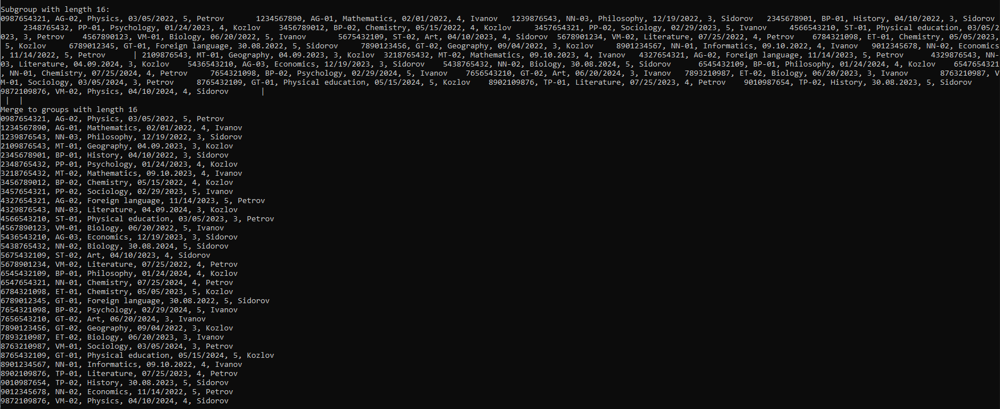 Subgroup with length 16:
0987654321, AG-02, Physics, 03/05/2022, 5, Petrov       1234567890, AG-01, Mathematics, 02/01/2022, 4, Ivanov   1239876543, NN-03, Philosophy, 12/19/2022, 3, Sidorov   2345678901, BP-01, History, 04/10/2022, 3, Sidorov
     2348765432, PP-01, Psychology, 01/24/2023, 4, Kozlov    3456789012, BP-02, Chemistry, 05/15/2022, 4, Kozlov     3457654321, PP-02, Sociology, 02/29/2023, 5, Ivanov     4566543210, ST-01, Physical education, 03/05/2
023, 3, Petrov    4567890123, VM-01, Biology, 06/20/2022, 5, Ivanov       5675432109, ST-02, Art, 04/10/2023, 4, Sidorov  5678901234, VM-02, Literature, 07/25/2022, 4, Petrov    6784321098, ET-01, Chemistry, 05/05/2023,
 5, Kozlov     6789012345, GT-01, Foreign language, 30.08.2022, 5, Sidorov     7890123456, GT-02, Geography, 09/04/2022, 3, Kozlov     8901234567, NN-01, Informatics, 09.10.2022, 4, Ivanov   9012345678, NN-02, Economics
, 11/14/2022, 5, Petrov      | 2109876543, MT-01, Geography, 04.09.2023, 3, Kozlov  3218765432, MT-02, Mathematics, 09.10.2023, 4, Ivanov   4327654321, AG-02, Foreign language, 11/14/2023, 5, Petrov      4329876543, NN-
03, Literature, 04.09.2024, 3, Kozlov    5436543210, AG-03, Economics, 12/19/2023, 3, Sidorov    5438765432, NN-02, Biology, 30.08.2024, 5, Sidorov      6545432109, BP-01, Philosophy, 01/24/2024, 4, Kozlov    6547654321
, NN-01, Chemistry, 07/25/2024, 4, Petrov     7654321098, BP-02, Psychology, 02/29/2024, 5, Ivanov    7656543210, GT-02, Art, 06/20/2024, 3, Ivanov   7893210987, ET-02, Biology, 06/20/2023, 3, Ivanov       8763210987, V
M-01, Sociology, 03/05/2024, 3, Petrov     8765432109, GT-01, Physical education, 05/15/2024, 5, Kozlov    8902109876, TP-01, Literature, 07/25/2023, 4, Petrov    9010987654, TP-02, History, 30.08.2023, 5, Sidorov
9872109876, VM-02, Physics, 04/10/2024, 4, Sidorov       |
 |  |
Merge to groups with length 16
0987654321, AG-02, Physics, 03/05/2022, 5, Petrov
1234567890, AG-01, Mathematics, 02/01/2022, 4, Ivanov
1239876543, NN-03, Philosophy, 12/19/2022, 3, Sidorov
2109876543, MT-01, Geography, 04.09.2023, 3, Kozlov
2345678901, BP-01, History, 04/10/2022, 3, Sidorov
2348765432, PP-01, Psychology, 01/24/2023, 4, Kozlov
3218765432, MT-02, Mathematics, 09.10.2023, 4, Ivanov
3456789012, BP-02, Chemistry, 05/15/2022, 4, Kozlov
3457654321, PP-02, Sociology, 02/29/2023, 5, Ivanov
4327654321, AG-02, Foreign language, 11/14/2023, 5, Petrov
4329876543, NN-03, Literature, 04.09.2024, 3, Kozlov
4566543210, ST-01, Physical education, 03/05/2023, 3, Petrov
4567890123, VM-01, Biology, 06/20/2022, 5, Ivanov
5436543210, AG-03, Economics, 12/19/2023, 3, Sidorov
5438765432, NN-02, Biology, 30.08.2024, 5, Sidorov
5675432109, ST-02, Art, 04/10/2023, 4, Sidorov
5678901234, VM-02, Literature, 07/25/2022, 4, Petrov
6545432109, BP-01, Philosophy, 01/24/2024, 4, Kozlov
6547654321, NN-01, Chemistry, 07/25/2024, 4, Petrov
6784321098, ET-01, Chemistry, 05/05/2023, 5, Kozlov
6789012345, GT-01, Foreign language, 30.08.2022, 5, Sidorov
7654321098, BP-02, Psychology, 02/29/2024, 5, Ivanov
7656543210, GT-02, Art, 06/20/2024, 3, Ivanov
7890123456, GT-02, Geography, 09/04/2022, 3, Kozlov
7893210987, ET-02, Biology, 06/20/2023, 3, Ivanov
8763210987, VM-01, Sociology, 03/05/2024, 3, Petrov
8765432109, GT-01, Physical education, 05/15/2024, 5, Kozlov
8901234567, NN-01, Informatics, 09.10.2022, 4, Ivanov
8902109876, TP-01, Literature, 07/25/2023, 4, Petrov
9010987654, TP-02, History, 30.08.2023, 5, Sidorov
9012345678, NN-02, Economics, 11/14/2022, 5, Petrov
9872109876, VM-02, Physics, 04/10/2024, 4, Sidorov